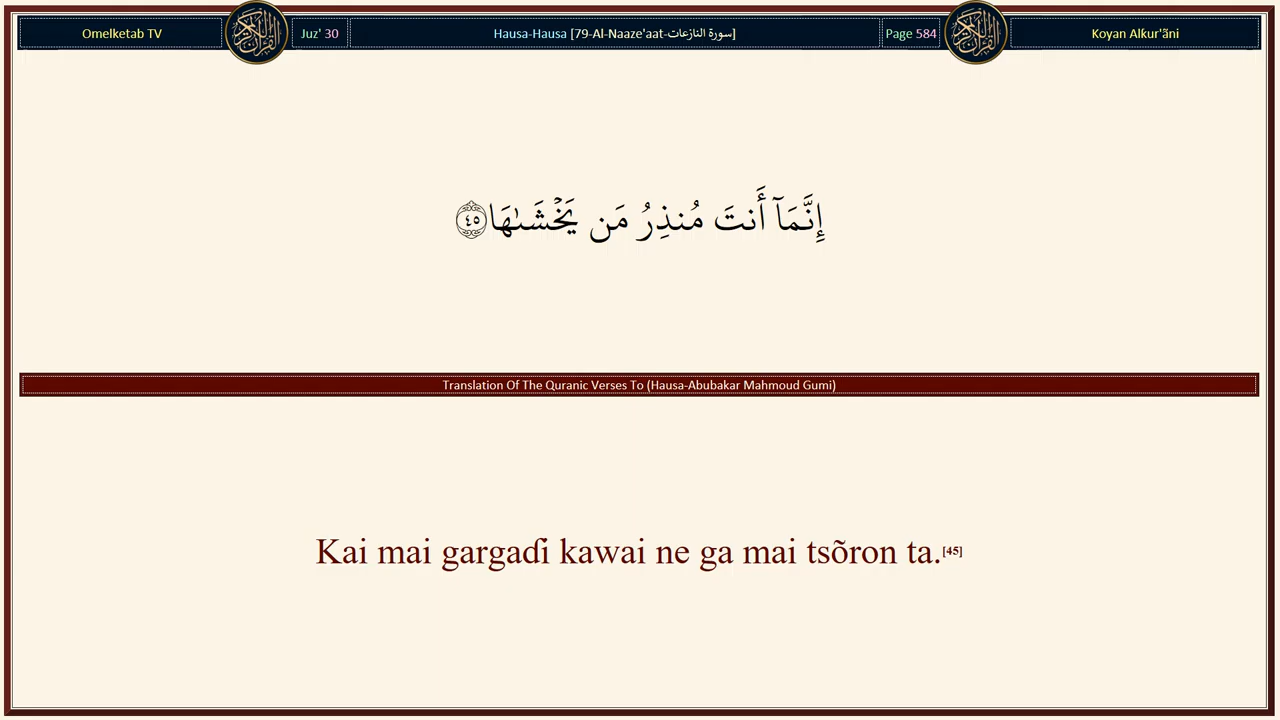 Omelketab TV
Juz' 30
Hausa-Hausa [79-Al-Naaze'aat-سورة النازعات]
Page 584
Koyan Alƙur'ãni
إِنَّمَآ أَنتَ مُنذِرُ مَن يَخۡشَىٰهَا ٤٥
Translation Of The Quranic Verses To (Hausa-Abubakar Mahmoud Gumi)
Kai mai gargaɗi kawai ne ga mai tsõron ta.[45]